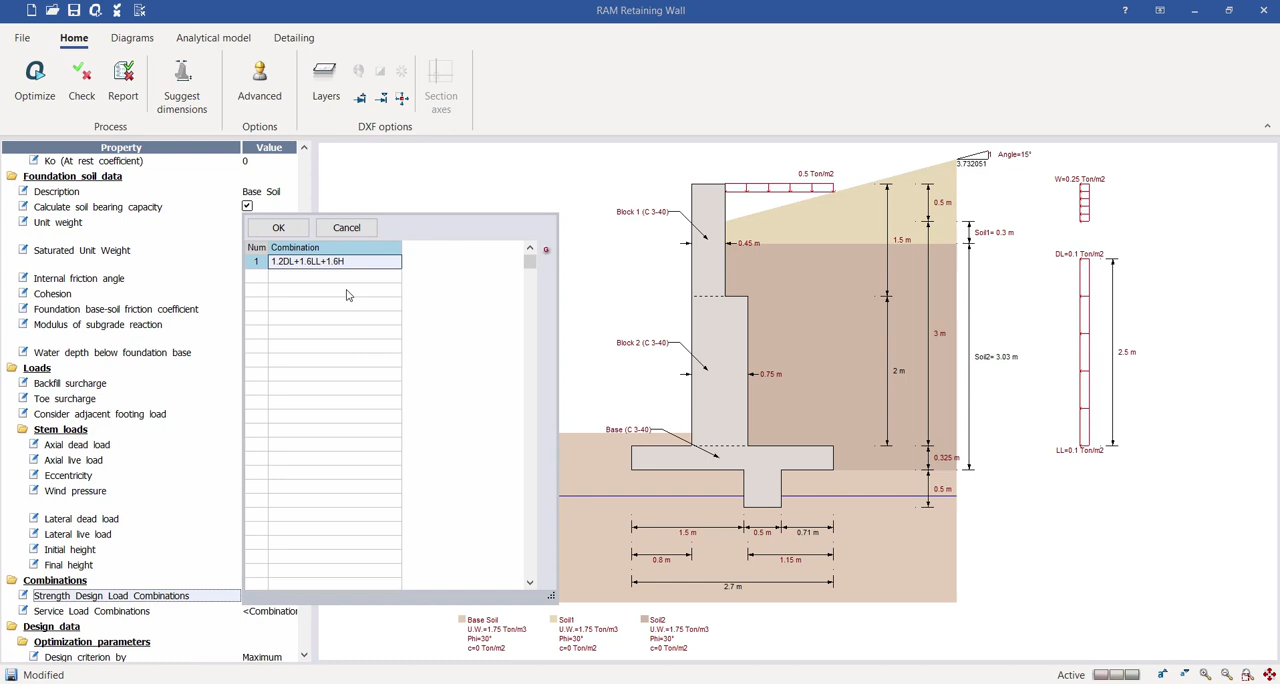 RAM Retaining Wall
?
File Home Diagrams Analytical model Detailing
Optimize Check Report Suggest dimensions Advanced Layers Section axes
Process Options DXF options
Property Value
Ko (At rest coefficient) 0
Foundation soil data
Description Base Soil
Calculate soil bearing capacity
Unit weight
Saturated Unit Weight
Internal friction angle
Cohesion
Foundation base-soil friction coefficient
Modulus of subgrade reaction
Water depth below foundation base
Loads
Backfill surcharge
Toe surcharge
Consider adjacent footing load
Stem loads
Axial dead load
Axial live load
Eccentricity
Wind pressure
Lateral dead load
Lateral live load
Initial height
Final height
Combinations
Strength Design Load Combinations
Service Load Combinations <Combination
Design data
Optimization parameters
Design criterion by Maximum
OK Cancel
Num Combination
1 1.2DL+1.6LL+1.6H
1 Angle=15°
3.732051
0.5 Ton/m2
W=0.25 Ton/m2
Block 1 (C 3-40)
0.5 m
Soil1= 0.3 m
1.5 m
0.45 m
DL=0.1 Ton/m2
Block 2 (C 3-40)
3 m
2.5 m
Soil2= 3.03 m
2 m
0.75 m
Base (C 3-40)
LL=0.1 Ton/m2
0.325 m
0.5 m
1.5 m 0.5 m 0.71 m
0.8 m 1.15 m
2.7 m
Base Soil
U.W.=1.75 Ton/m3
Phi=30°
c=0 Ton/m2
Soil1
U.W.=1.75 Ton/m3
Phi=30°
c=0 Ton/m2
Soil2
U.W.=1.75 Ton/m3
Phi=30°
c=0 Ton/m2
Modified Active